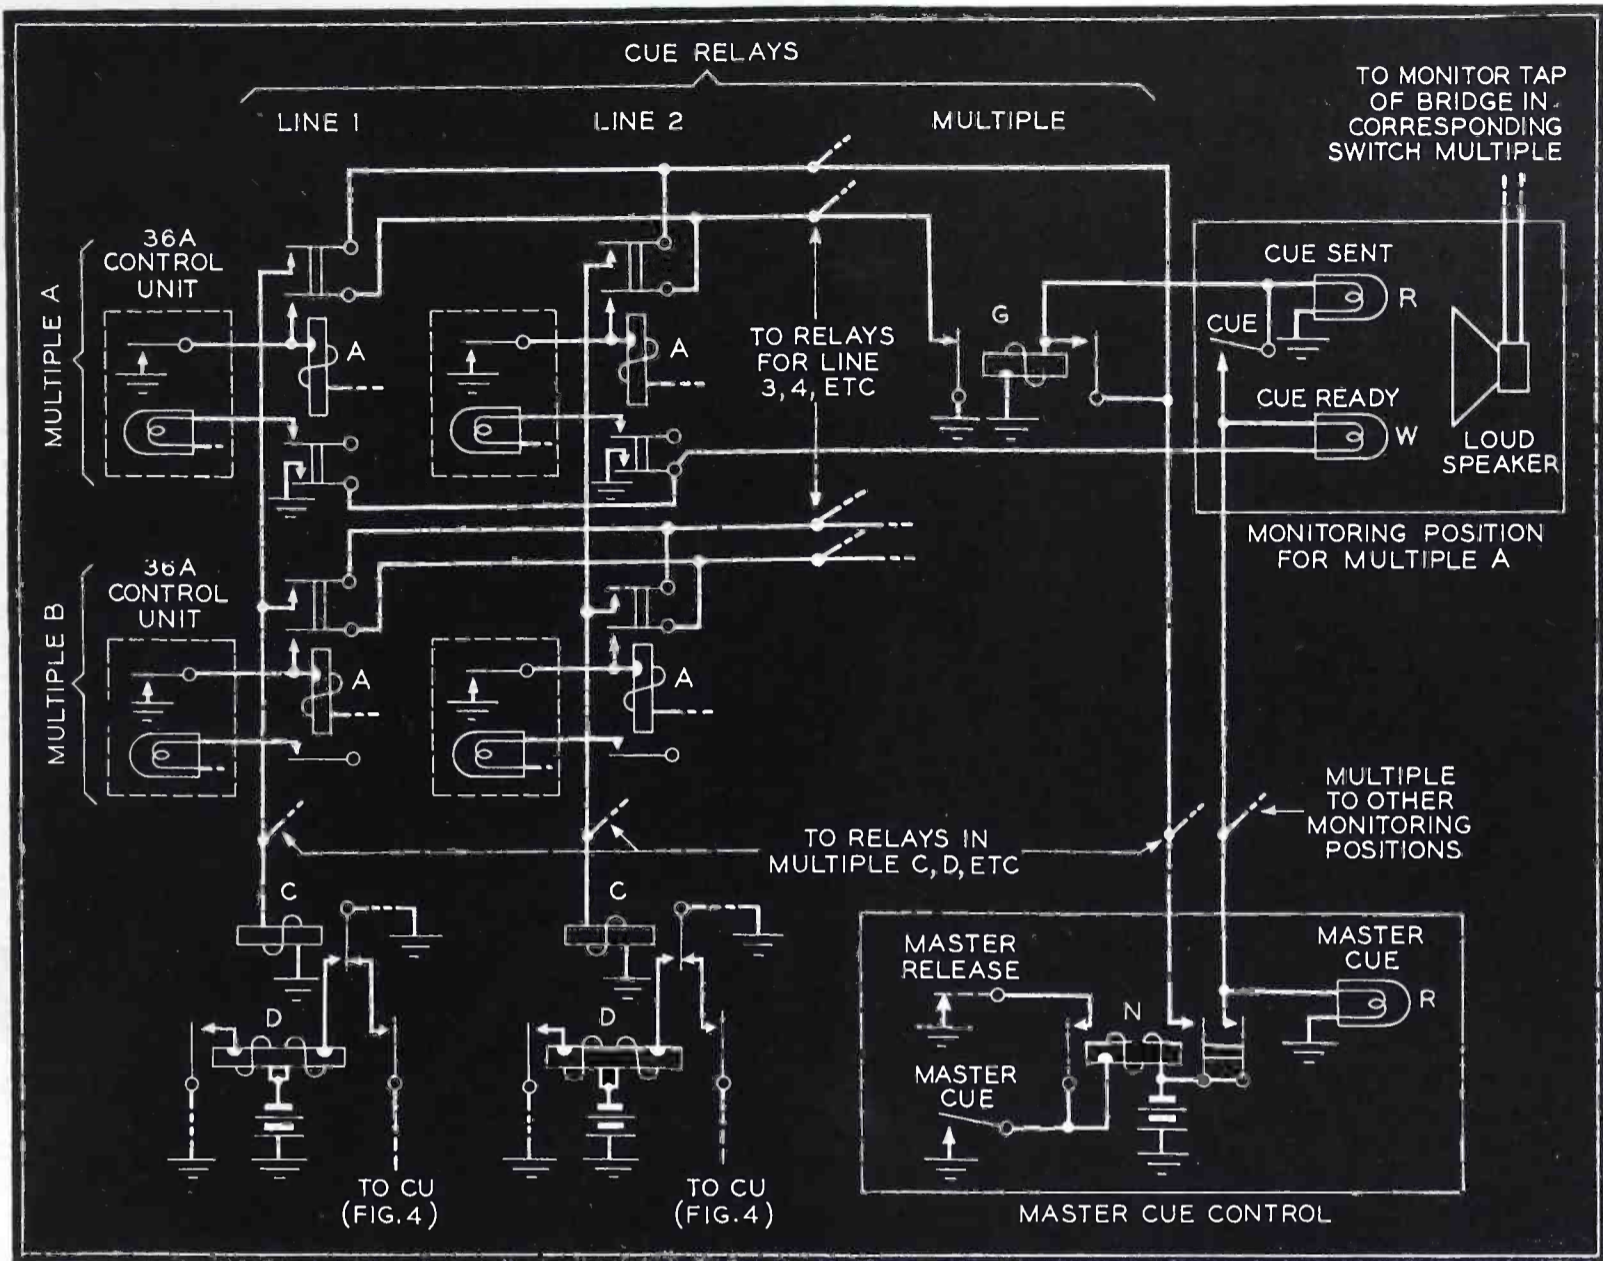 CUE RELAYS
LINE 1
LINE 2
MULTIPLE
TO MONITOR TAP
OF BRIDGE IN
CORRESPONDING
SWITCH MULTIPLE
MULTIPLE A
36A
CONTROL
UNIT
A
A
TO RELAYS
FOR LINE
3, 4, ETC
G
CUE SENT
R
CUE
CUE READY
W
LOUD
SPEAKER
MONITORING POSITION
FOR MULTIPLE A
MULTIPLE B
36A
CONTROL
UNIT
A
A
TO RELAYS IN
MULTIPLE C, D, ETC
MULTIPLE
TO OTHER
MONITORING
POSITIONS
C
C
D
D
TO CU
(FIG. 4)
TO CU
(FIG. 4)
MASTER
RELEASE
MASTER
CUE
N
MASTER
CUE
R
MASTER CUE CONTROL